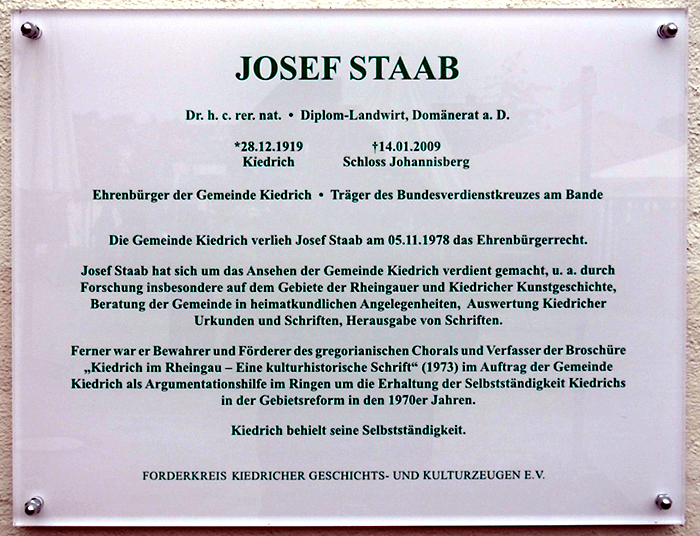 JOSEF STAAB
Dr. h. c. rer. nat. • Diplom-Landwirt, Domänerat a. D.
*28.12.1919 †14.01.2009
Kiedrich Schloss Johannisberg
Ehrenbürger der Gemeinde Kiedrich • Träger des Bundesverdienstkreuzes am Bande
Die Gemeinde Kiedrich verlieh Josef Staab am 05.11.1978 das Ehrenbürgerrecht.
Josef Staab hat sich um das Ansehen der Gemeinde Kiedrich verdient gemacht, u. a. durch
Forschung insbesondere auf dem Gebiete der Rheingauer und Kiedricher Kunstgeschichte,
Beratung der Gemeinde in heimatkundlichen Angelegenheiten, Auswertung Kiedricher
Urkunden und Schriften, Herausgabe von Schriften.
Ferner war er Bewahrer und Förderer des gregorianischen Chorals und Verfasser der Broschüre
„Kiedrich im Rheingau – Eine kulturhistorische Schrift“ (1973) im Auftrag der Gemeinde
Kiedrich als Argumentationshilfe im Ringen um die Erhaltung der Selbstständigkeit Kiedrichs
in der Gebietsreform in den 1970er Jahren.
Kiedrich behielt seine Selbstständigkeit.
FORDERKREIS KIEDRICHER GESCHICHTS- UND KULTURZEUGEN E.V.